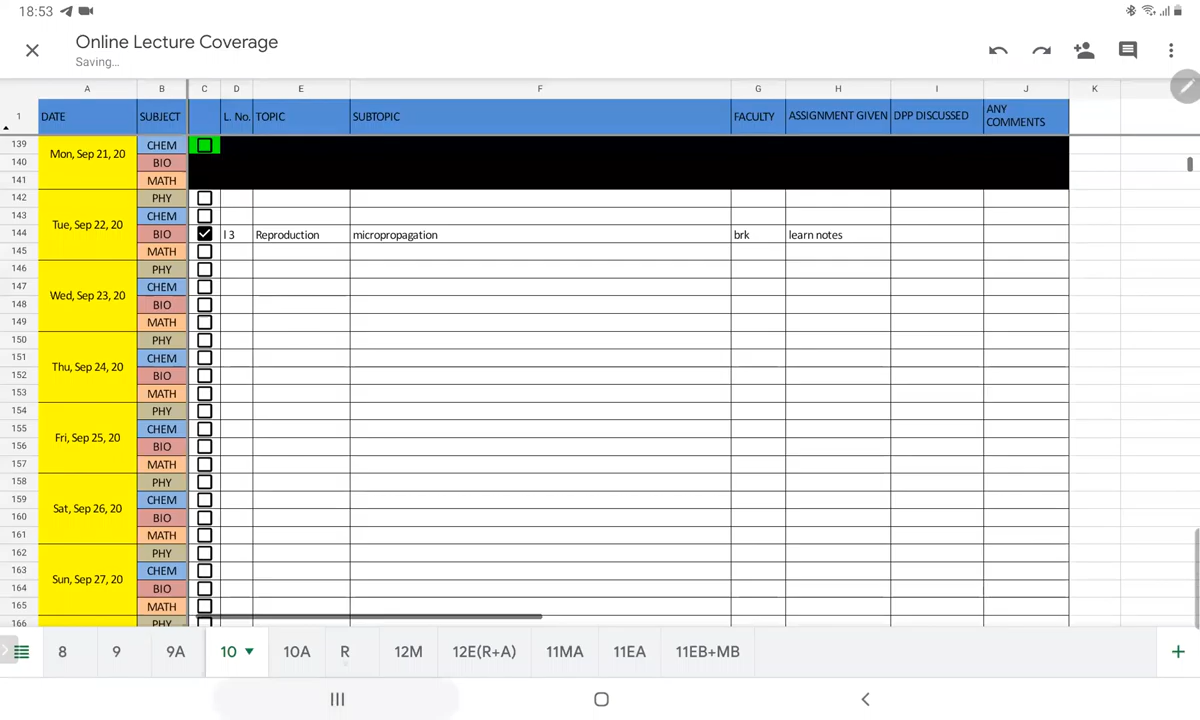 18:53
Online Lecture Coverage
Saving...
A B C D E F G H I J K
1 DATE SUBJECT L. No. TOPIC SUBTOPIC FACULTY ASSIGNMENT GIVEN DPP DISCUSSED ANY COMMENTS
139 CHEM
Mon, Sep 21, 20
140 BIO
141 MATH
142 PHY
143 CHEM
Tue, Sep 22, 20
144 BIO l 3 Reproduction micropropagation brk learn notes
145 MATH
146 PHY
147 CHEM
Wed, Sep 23, 20
148 BIO
149 MATH
150 PHY
151 CHEM
Thu, Sep 24, 20
152 BIO
153 MATH
154 PHY
155 CHEM
Fri, Sep 25, 20
156 BIO
157 MATH
158 PHY
159 CHEM
Sat, Sep 26, 20
160 BIO
161 MATH
162 PHY
163 CHEM
Sun, Sep 27, 20
164 BIO
165 MATH
166 PHY
8 9 9A 10 10A R 12M 12E(R+A) 11MA 11EA 11EB+MB